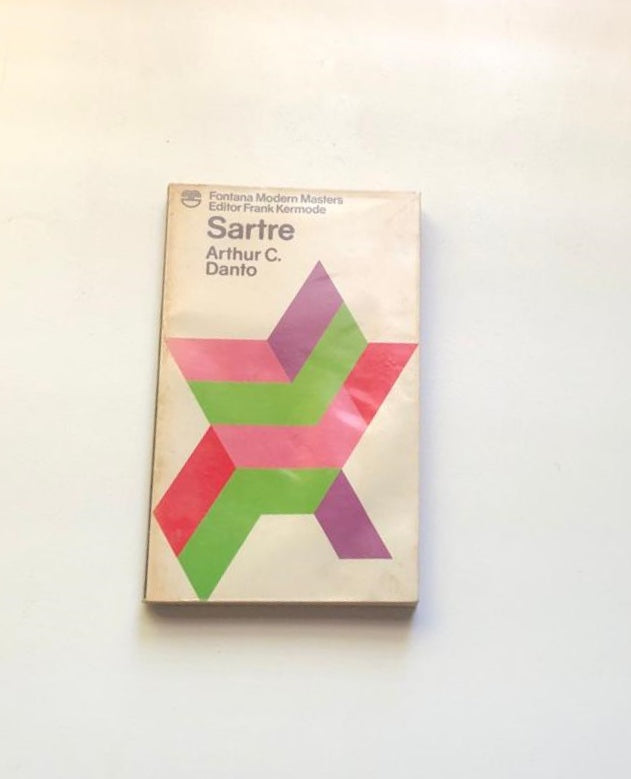 Fontana Modern Masters
Editor Frank Kermode
Sartre
Arthur C.
Danto